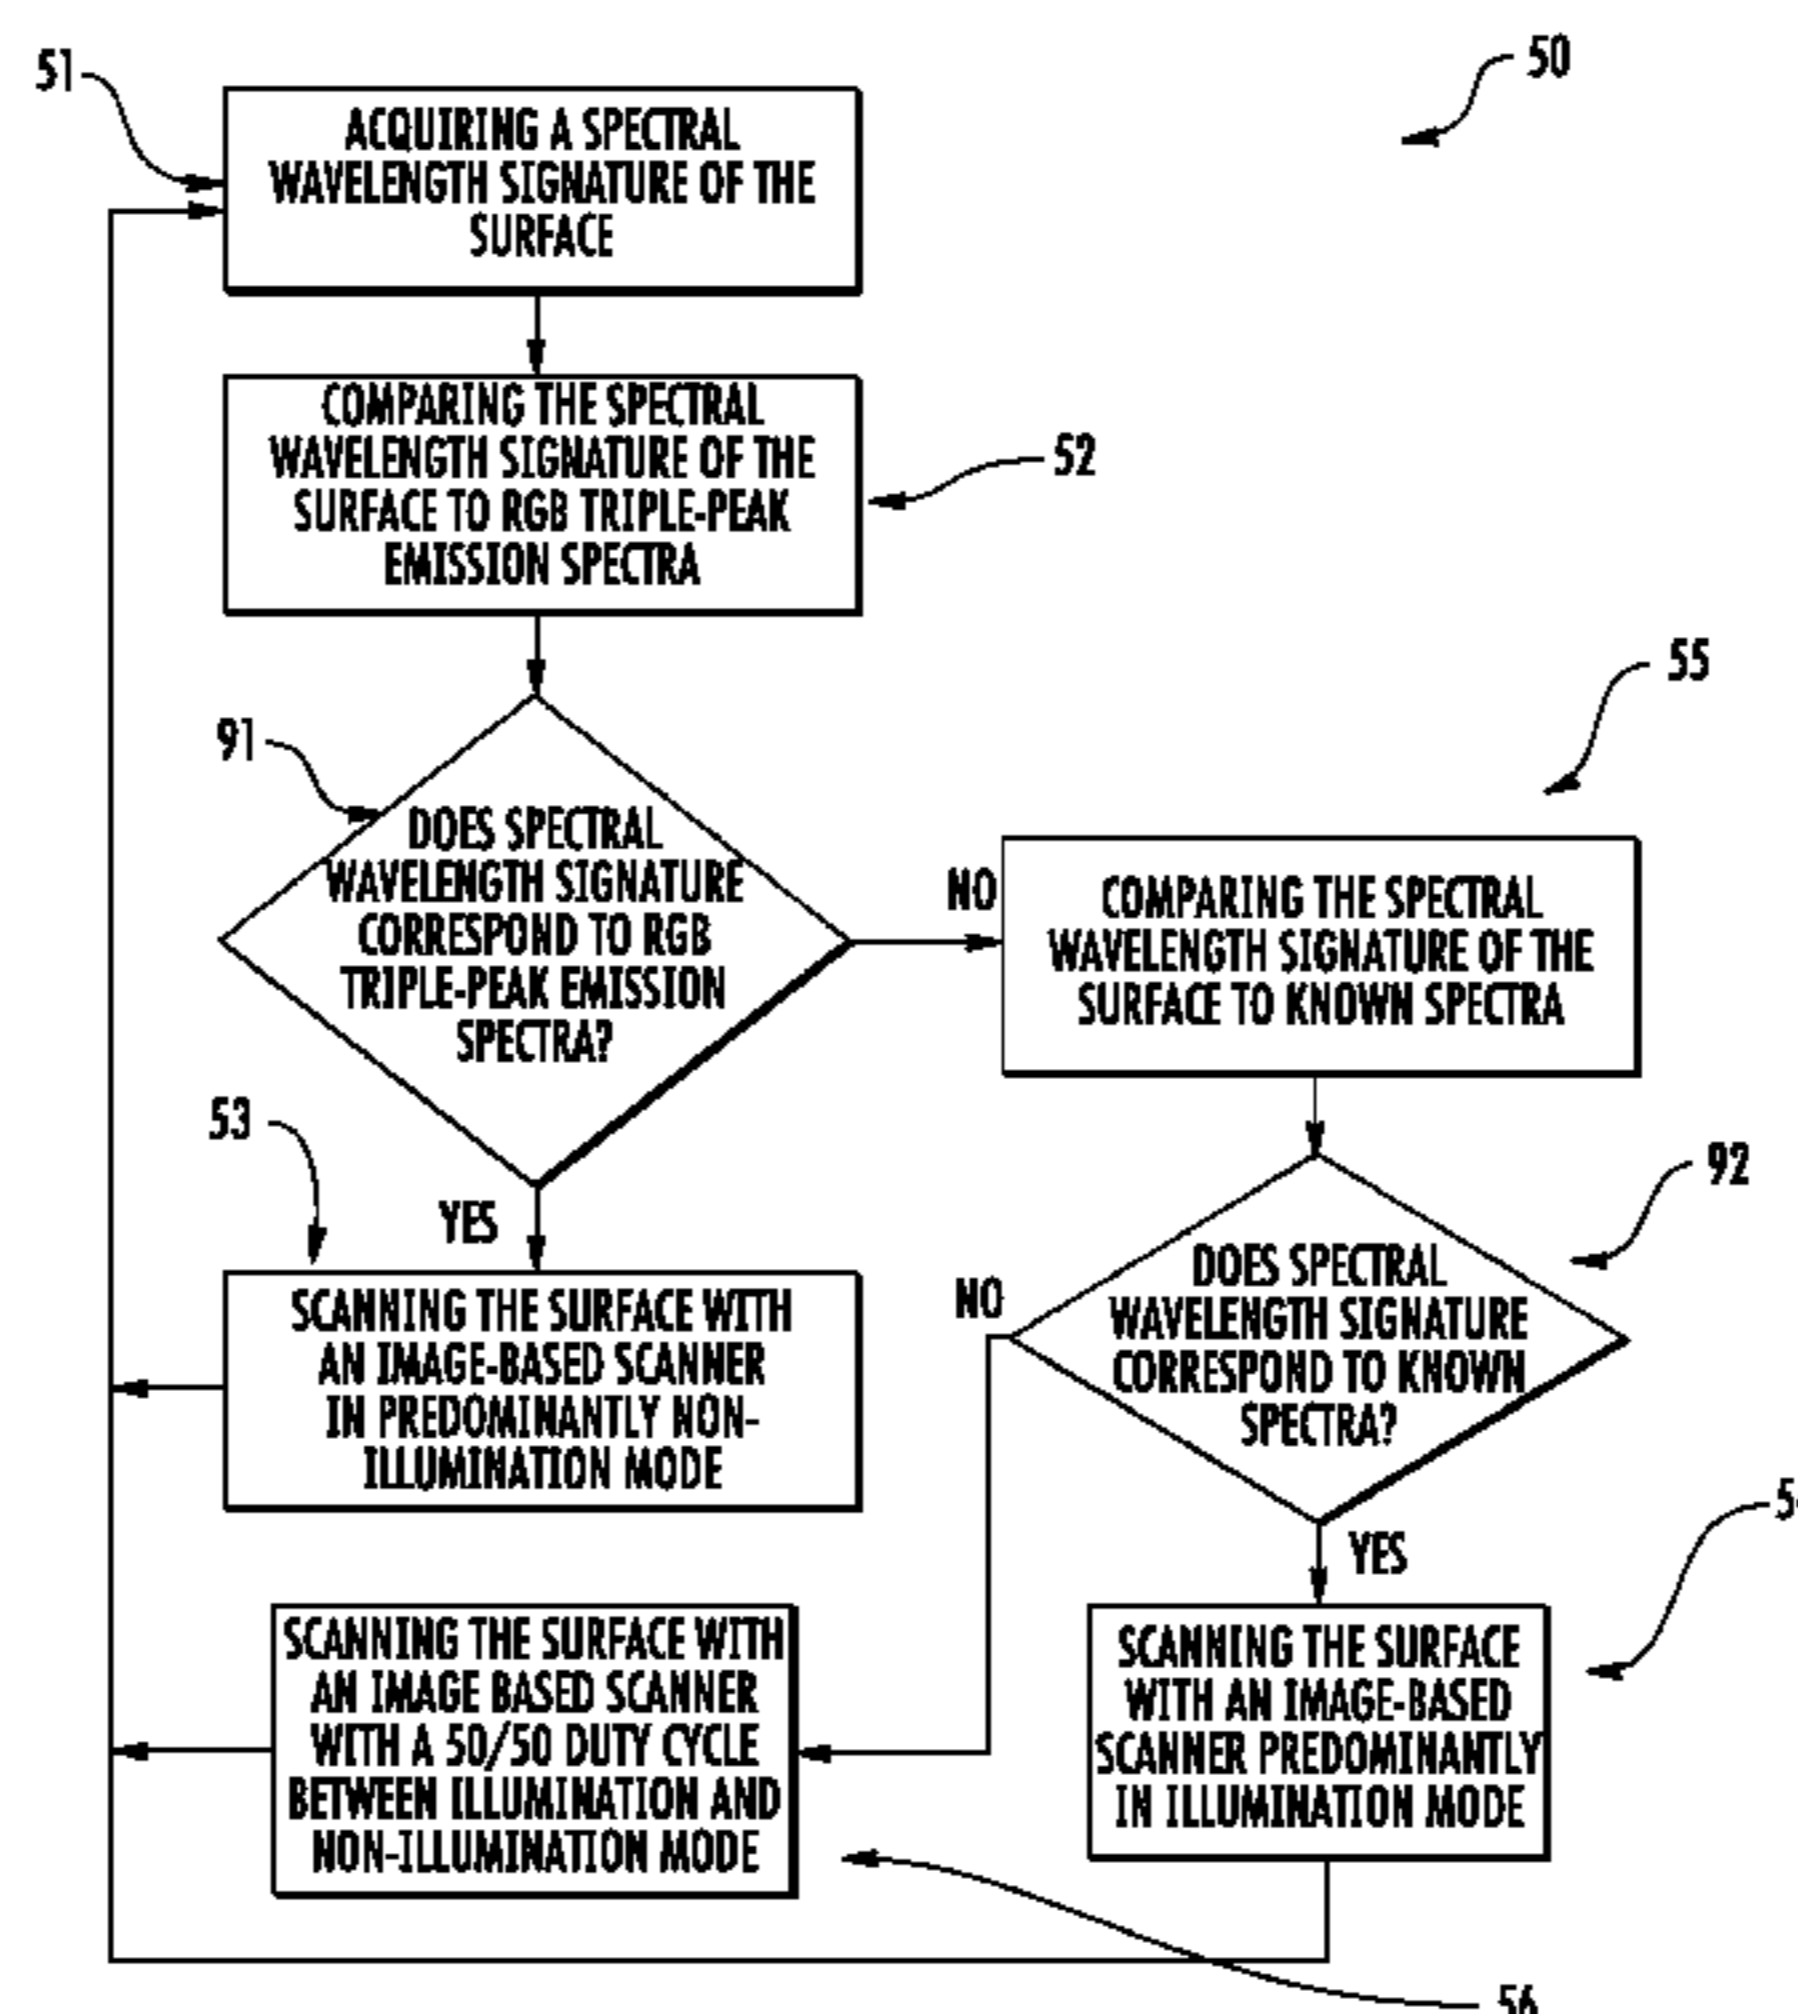 51
50
ACQUIRING A SPECTRAL
WAVELENGTH SIGNATURE OF THE
SURFACE
COMPARING THE SPECTRAL
WAVELENGTH SIGNATURE OF THE
SURFACE TO RGB TRIPLE-PEAK
EMISSION SPECTRA
52
55
91
DOES SPECTRAL
WAVELENGTH SIGNATURE
CORRESPOND TO RGB
TRIPLE-PEAK EMISSION
SPECTRA?
NO
COMPARING THE SPECTRAL
WAVELENGTH SIGNATURE OF THE
SURFACE TO KNOWN SPECTRA
53
YES
92
DOES SPECTRAL
WAVELENGTH SIGNATURE
CORRESPOND TO KNOWN
SPECTRA?
NO
SCANNING THE SURFACE WITH
AN IMAGE-BASED SCANNER
IN PREDOMINANTLY NON-
ILLUMINATION MODE
YES
SCANNING THE SURFACE WITH
AN IMAGE BASED SCANNER
WITH A 50/50 DUTY CYCLE
BETWEEN ILLUMINATION AND
NON-ILLUMINATION MODE
SCANNING THE SURFACE
WITH AN IMAGE-BASED
SCANNER PREDOMINANTLY
IN ILLUMINATION MODE
56